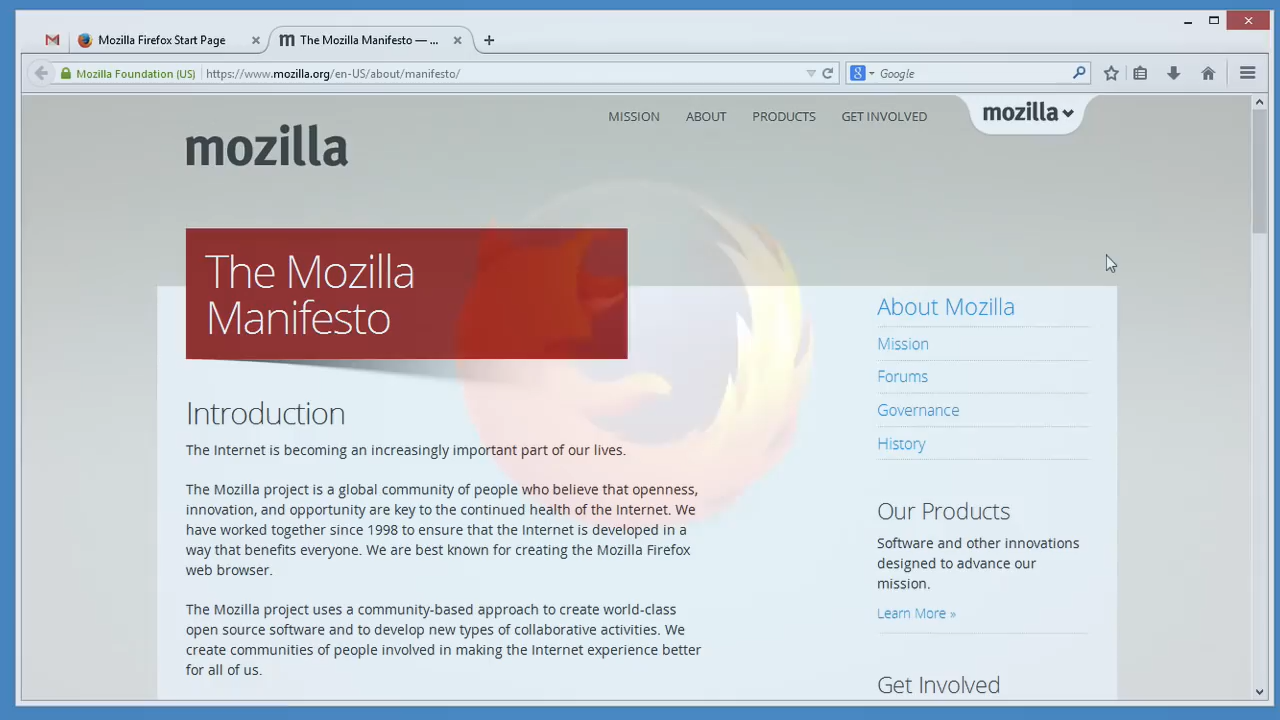 Mozilla Firefox Start Page
The Mozilla Manifesto — ...
Mozilla Foundation (US)
https://www.mozilla.org/en-US/about/manifesto/
Google
MISSION
ABOUT
PRODUCTS
GET INVOLVED
mozilla
mozilla
The Mozilla
Manifesto
Introduction
The Internet is becoming an increasingly important part of our lives.
The Mozilla project is a global community of people who believe that openness,
innovation, and opportunity are key to the continued health of the Internet. We
have worked together since 1998 to ensure that the Internet is developed in a
way that benefits everyone. We are best known for creating the Mozilla Firefox
web browser.
The Mozilla project uses a community-based approach to create world-class
open source software and to develop new types of collaborative activities. We
create communities of people involved in making the Internet experience better
for all of us.
About Mozilla
Mission
Forums
Governance
History
Our Products
Software and other innovations
designed to advance our
mission.
Learn More »
Get Involved